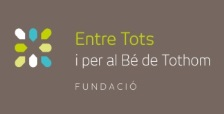 Entre Tots
i per al Bé de Tothom
FUNDACIÓ